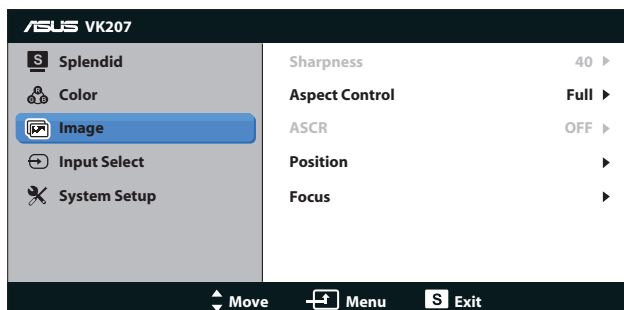 ASUS VK207
S Splendid
R G B Color
Image
Input Select
System Setup
Sharpness 40
Aspect Control Full
ASCR OFF
Position
Focus
Move Menu S Exit